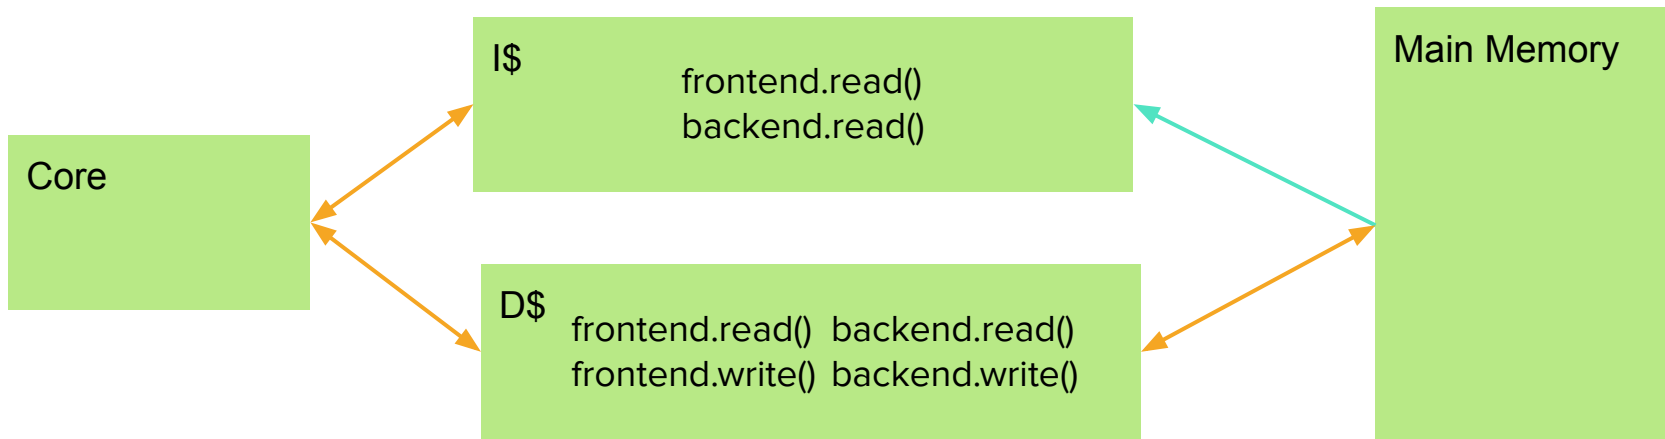 Core
I$
frontend.read()
backend.read()
D$
frontend.read() backend.read()
frontend.write() backend.write()
Main Memory